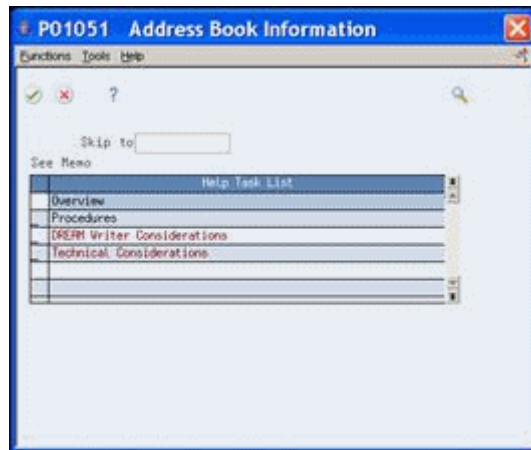 P01051 Address Book Information
Functions Tools Help
?
Skip to
See Memo
Help Task List
Overview
Procedures
DREAM Writer Considerations
Technical Considerations